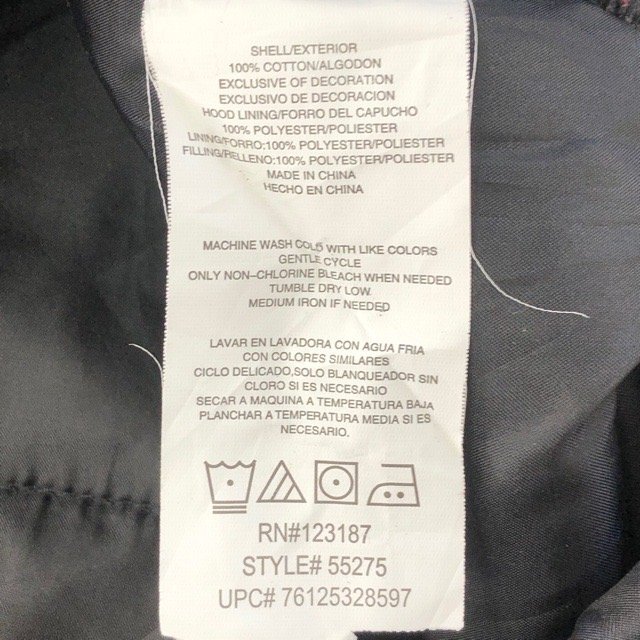 SHELL/EXTERIOR
100% COTTON/ALGODON
EXCLUSIVE OF DECORATION
EXCLUSIVO DE DECORACION
HOOD LINING/FORRO DEL CAPUCHO
100% POLYESTER/POLIESTER
LINING/FORRO:100% POLYESTER/POLIESTER
FILLING/RELLENO:100% POLYESTER/POLIESTER
MADE IN CHINA
HECHO EN CHINA
MACHINE WASH COLD WITH LIKE COLORS
GENTLE CYCLE
ONLY NON-CHLORINE BLEACH WHEN NEEDED
TUMBLE DRY LOW
MEDIUM IRON IF NEEDED
LAVAR EN LAVADORA CON AGUA FRIA
CON COLORES SIMILARES
CICLO DELICADO,SOLO BLANQUEADOR SIN
CLORO SI ES NECESARIO
SECAR A MAQUINA A TEMPERATURA BAJA
PLANCHAR A TEMPERATURA MEDIA SI ES
NECESSARIO.
RN#123187
STYLE# 55275
UPC# 76125328597